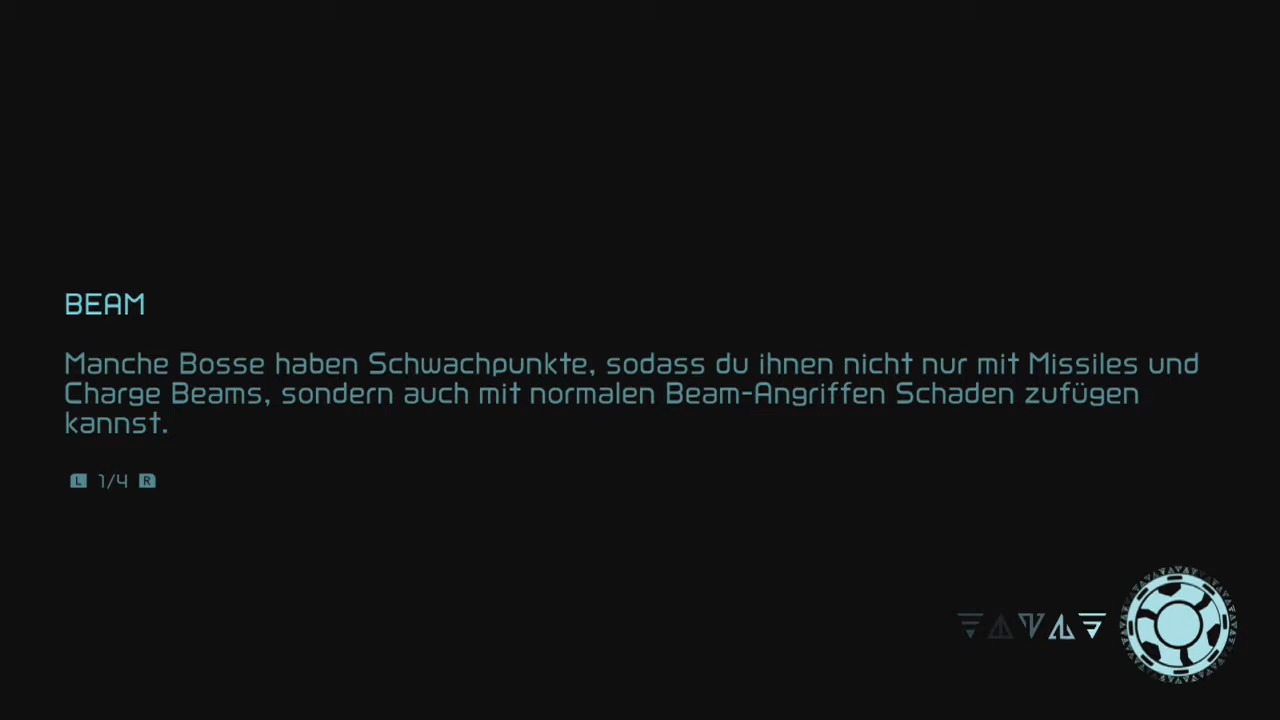 BEAM
Manche Bosse haben Schwachpunkte, sodass du ihnen nicht nur mit Missiles und
Charge Beams, sondern auch mit normalen Beam-Angriffen Schaden zufügen
kannst.
L 1/4 R